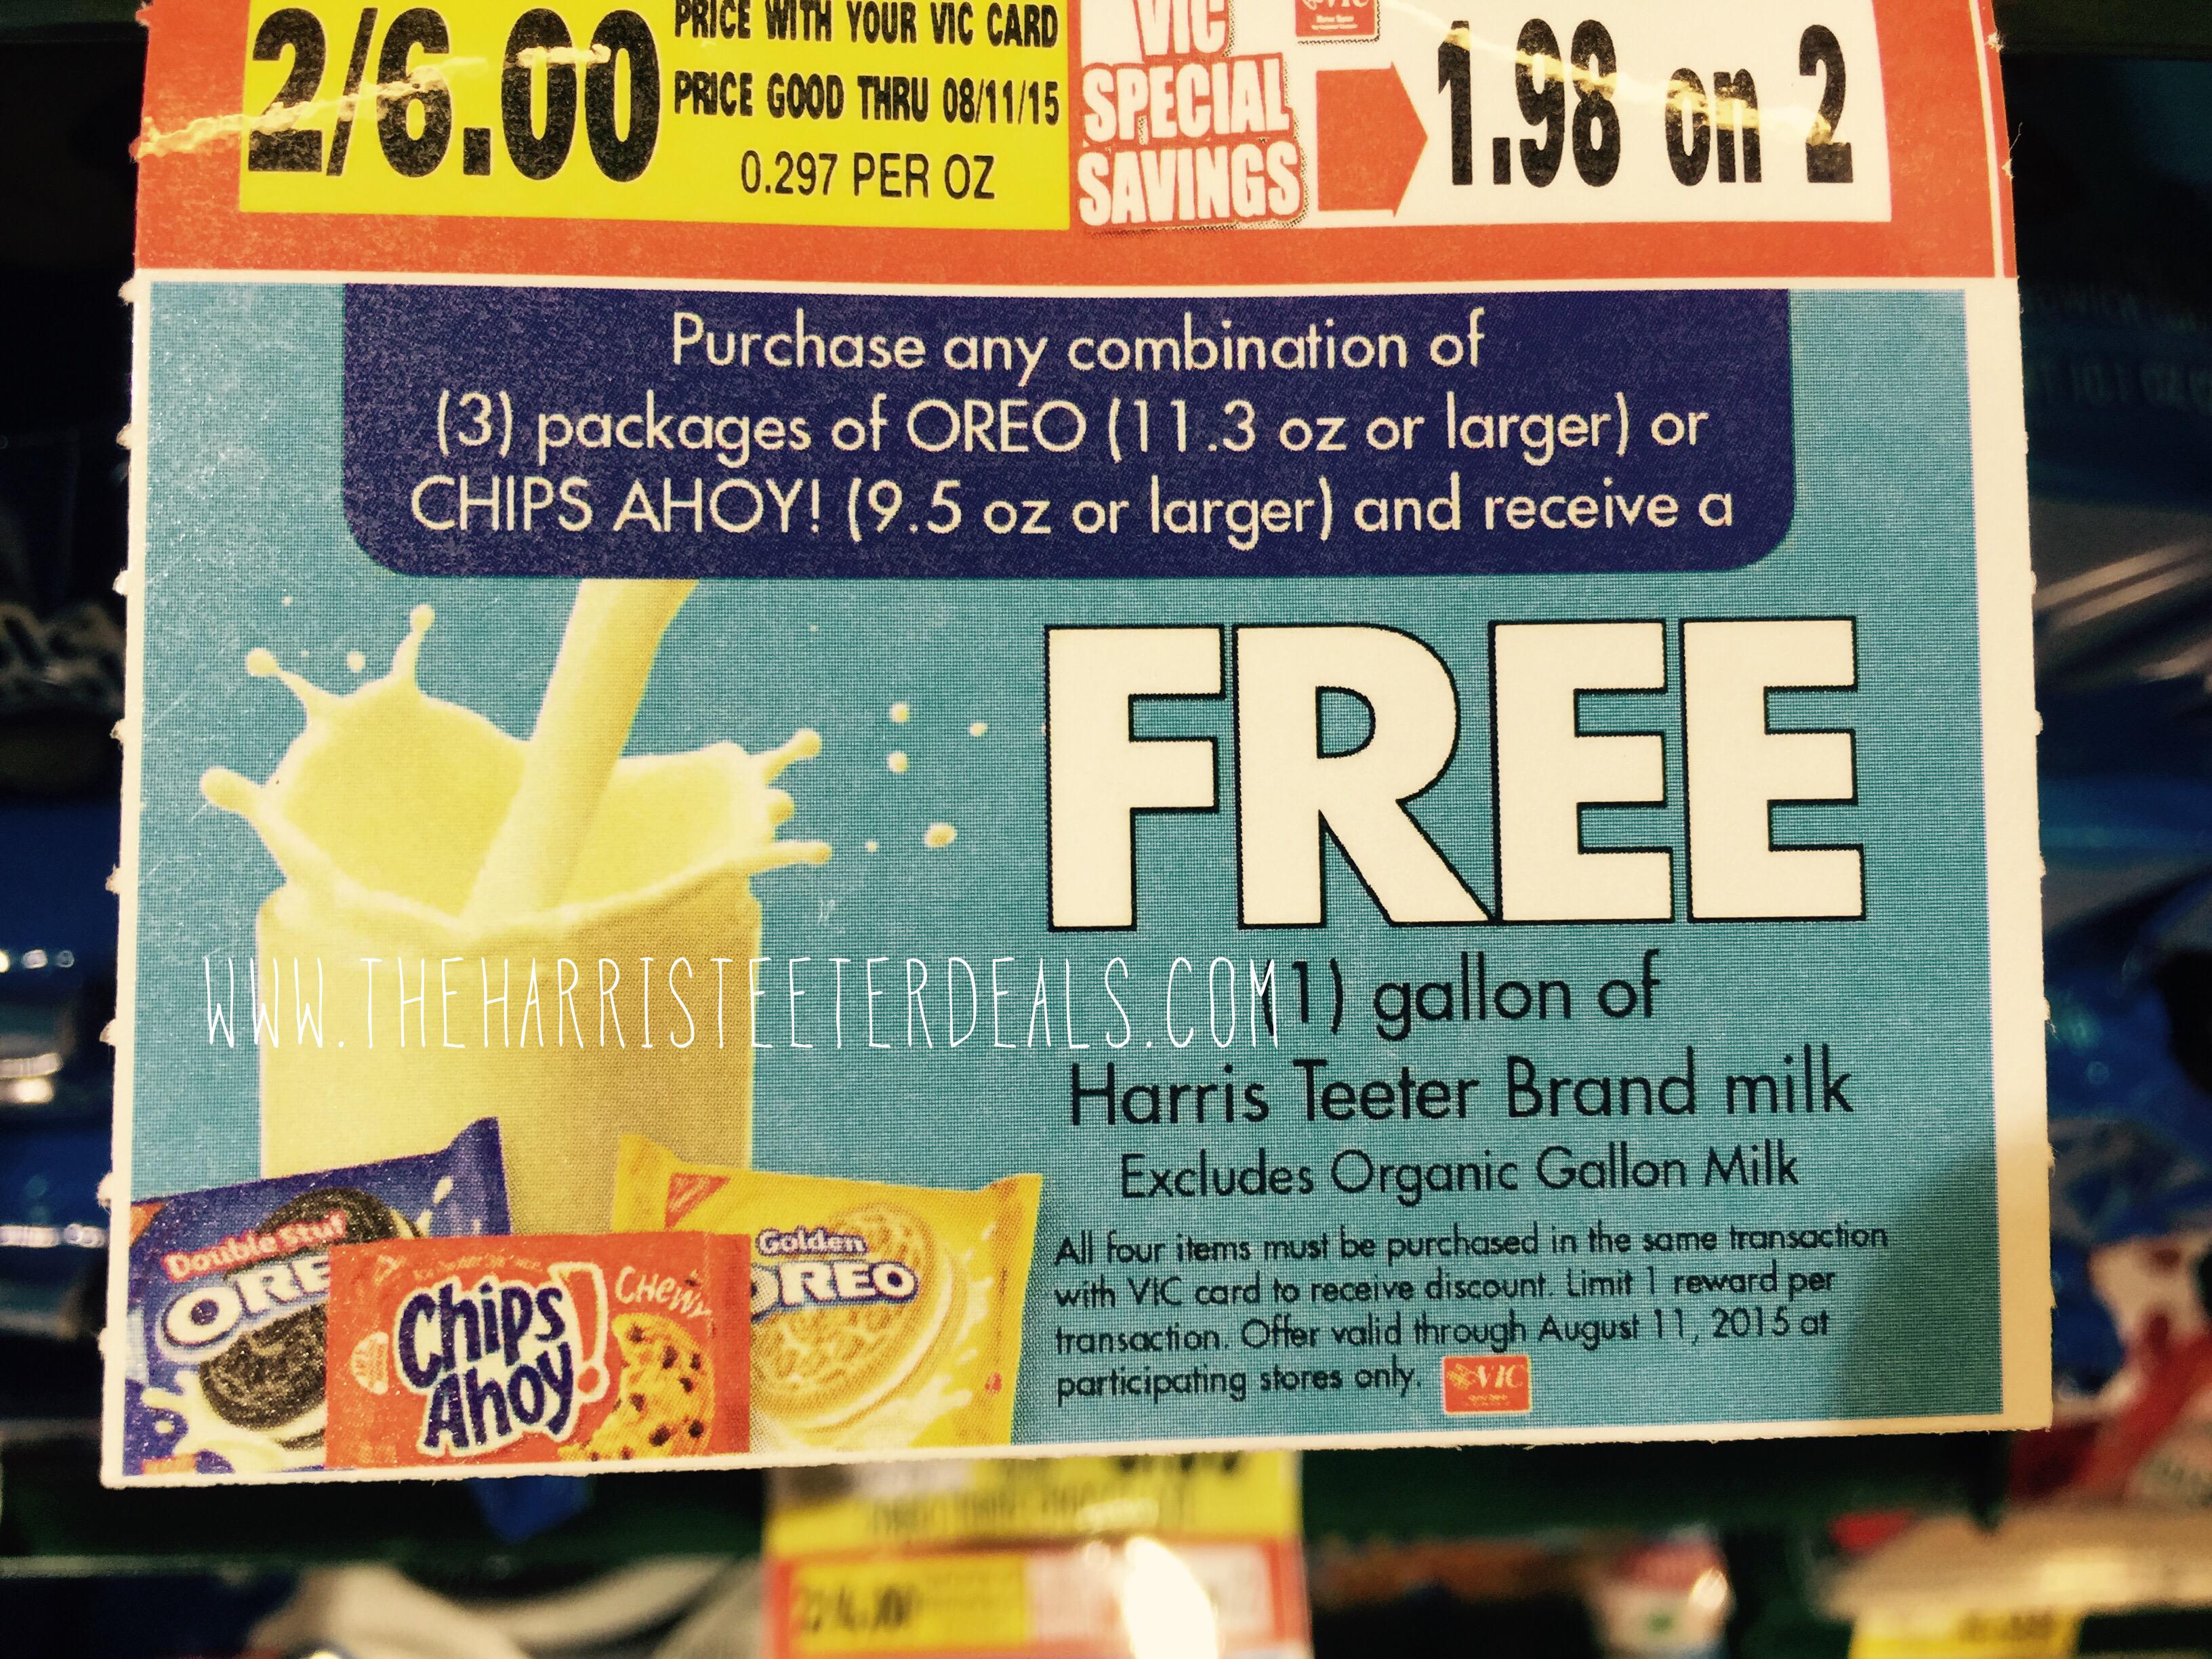 2/6.00
PRICE WITH YOUR VIC CARD
PRICE GOOD THRU 08/11/15
0.297 PER OZ
VIC
SPECIAL
SAVINGS
1.98 on 2
Purchase any combination of
(3) packages of OREO (11.3 oz or larger) or
CHIPS AHOY! (9.5 oz or larger) and receive a
FREE
(1) gallon of
WWW.THEHARRISTEETERDEALS.COM
Harris Teeter Brand milk
Excludes Organic Gallon Milk
All four items must be purchased in the same transaction
with VIC card to receive discount. Limit 1 reward per
transaction. Offer valid through August 11, 2015 at
participating stores only.
VIC
Double Stuf
ORE
Chips
Ahoy!
CHEWY
Golden
OREO